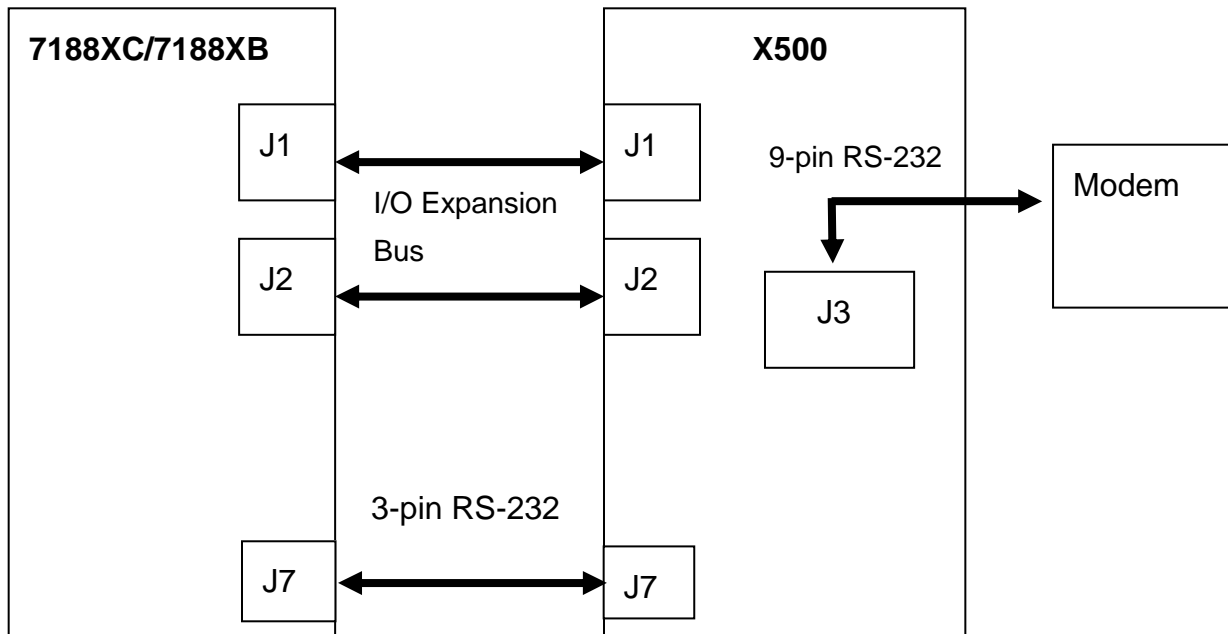 7188XC/7188XB
X500
J1
J1
9-pin RS-232
Modem
I/O Expansion
Bus
J2
J2
J3
3-pin RS-232
J7
J7